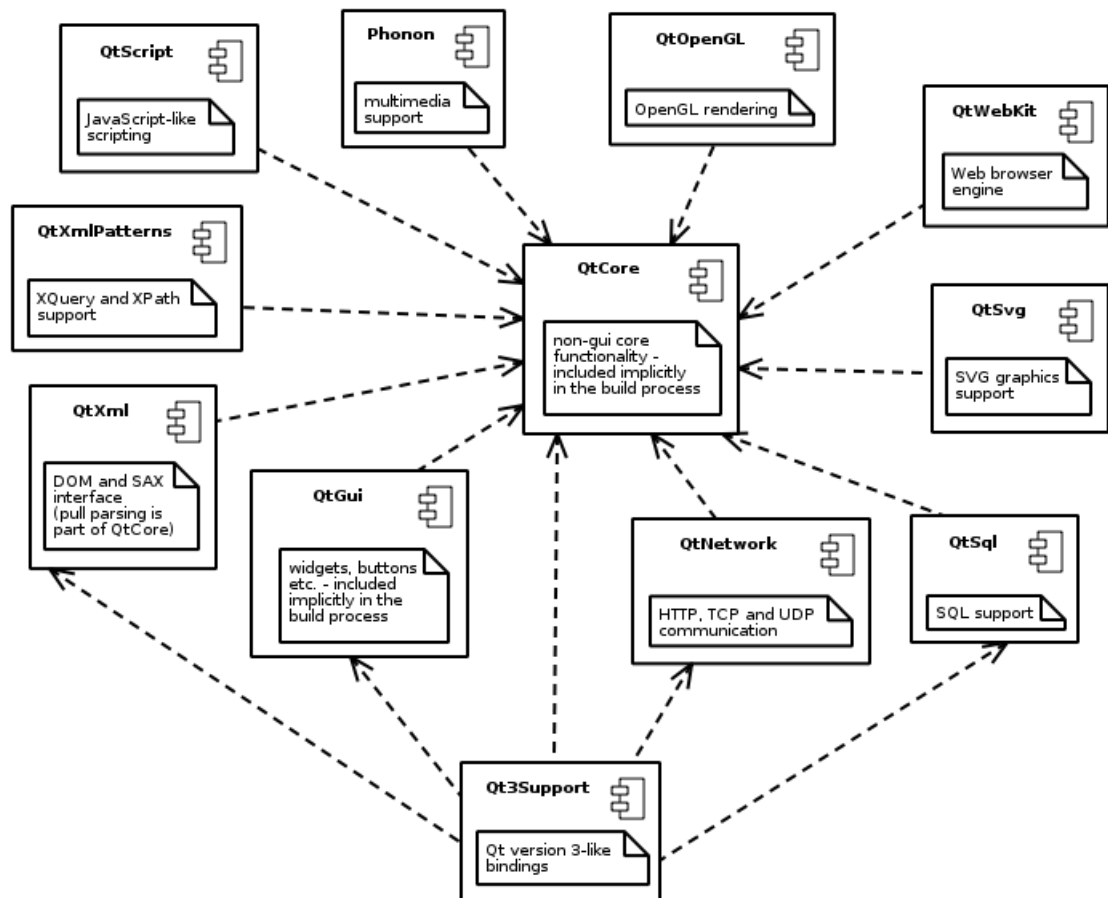 QtScript
JavaScript-like
scripting
Phonon
multimedia
support
QtOpenGL
OpenGL rendering
QtWebKit
Web browser
engine
QtXmlPatterns
XQuery and XPath
support
QtCore
non-gui core
functionality -
included implicitly
in the build process
QtSvg
SVG graphics
support
QtXml
DOM and SAX
interface
(pull parsing is
part of QtCore)
QtGui
widgets, buttons
etc. - included
implicitly in the
build process
QtNetwork
HTTP, TCP and UDP
communication
QtSql
SQL support
Qt3Support
Qt version 3-like
bindings